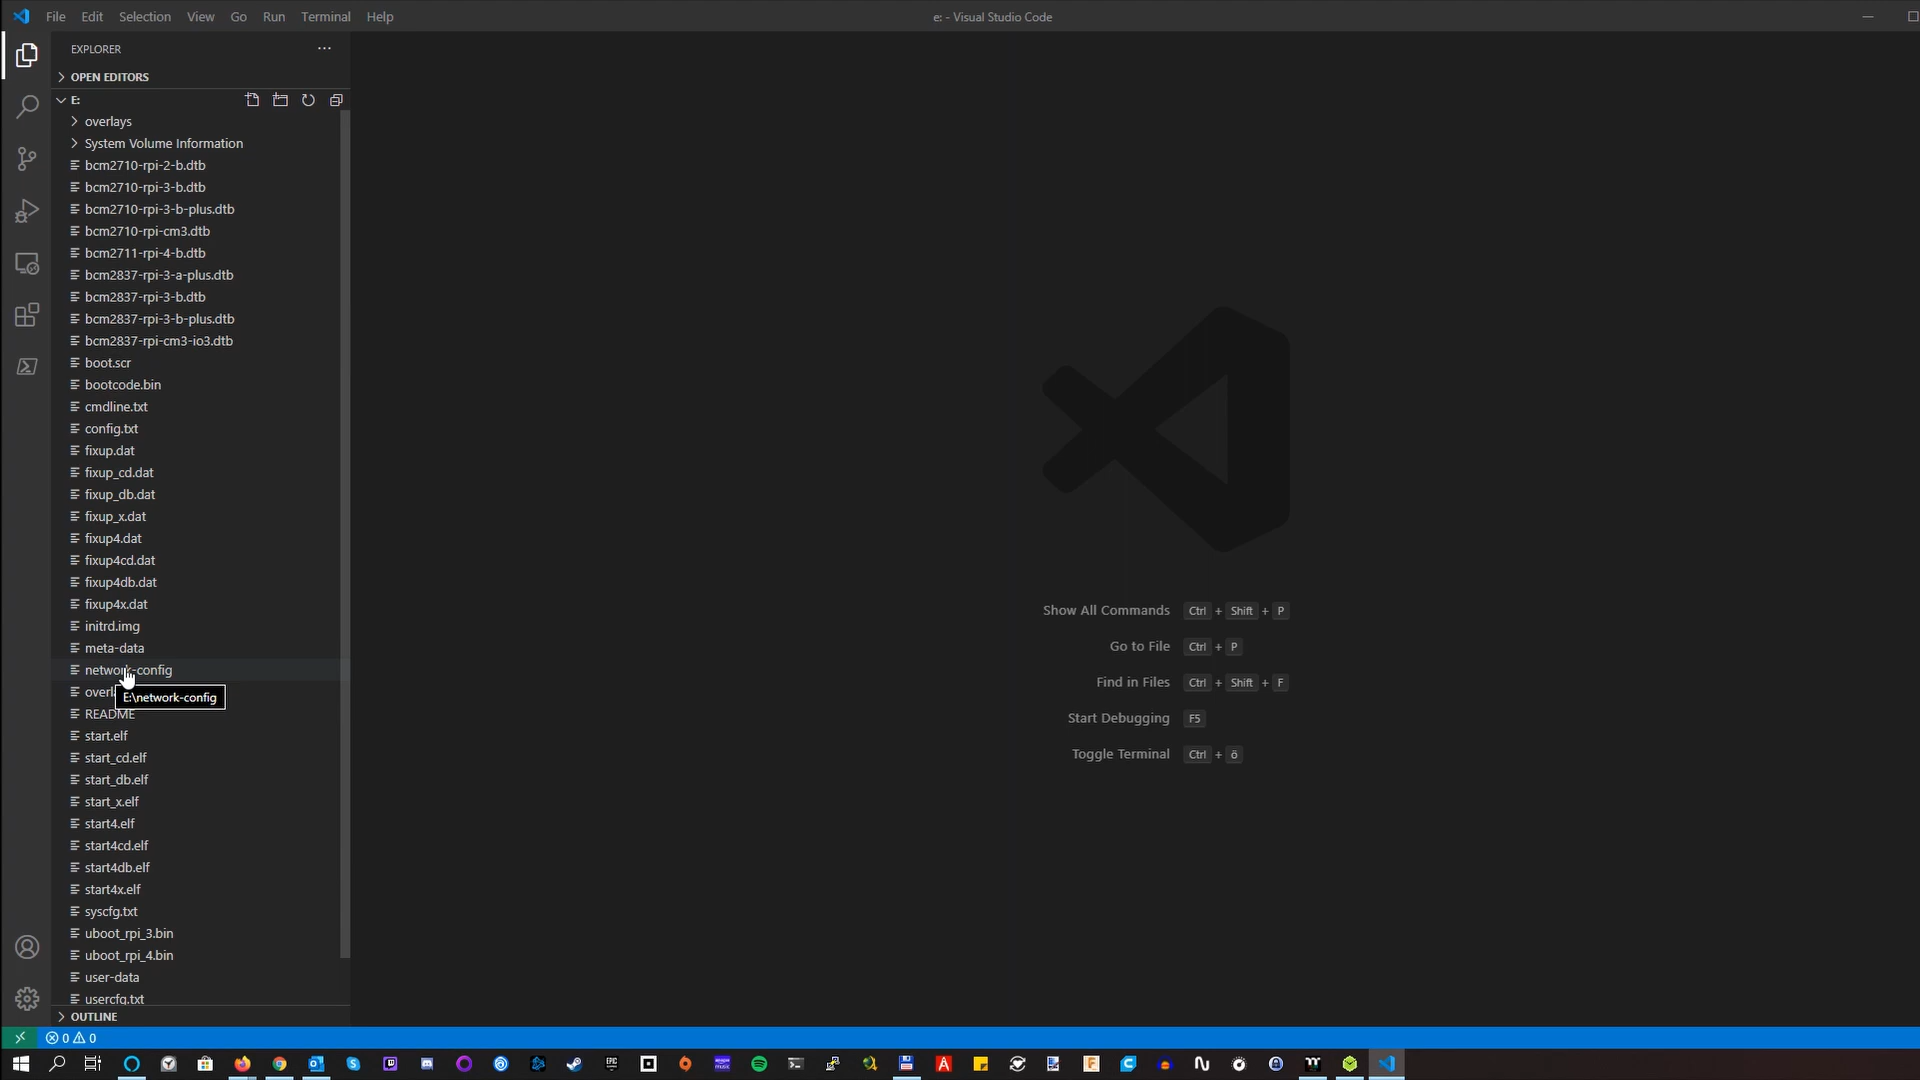 File Edit Selection View Go Run Terminal Help
e: - Visual Studio Code
EXPLORER
OPEN EDITORS
E:
overlays
System Volume Information
bcm2710-rpi-2-b.dtb
bcm2710-rpi-3-b.dtb
bcm2710-rpi-3-b-plus.dtb
bcm2710-rpi-cm3.dtb
bcm2711-rpi-4-b.dtb
bcm2837-rpi-3-a-plus.dtb
bcm2837-rpi-3-b.dtb
bcm2837-rpi-3-b-plus.dtb
bcm2837-rpi-cm3-io3.dtb
boot.scr
bootcode.bin
cmdline.txt
config.txt
fixup.dat
fixup_cd.dat
fixup_db.dat
fixup_x.dat
fixup4.dat
fixup4cd.dat
fixup4db.dat
fixup4x.dat
initrd.img
meta-data
network-config
E:\network-config
README
start.elf
start_cd.elf
start_db.elf
start_x.elf
start4.elf
start4cd.elf
start4db.elf
start4x.elf
syscfg.txt
uboot_rpi_3.bin
uboot_rpi_4.bin
user-data
usercfg.txt
OUTLINE
Show All Commands Ctrl + Shift + P
Go to File Ctrl + P
Find in Files Ctrl + Shift + F
Start Debugging F5
Toggle Terminal Ctrl + ö
0 0